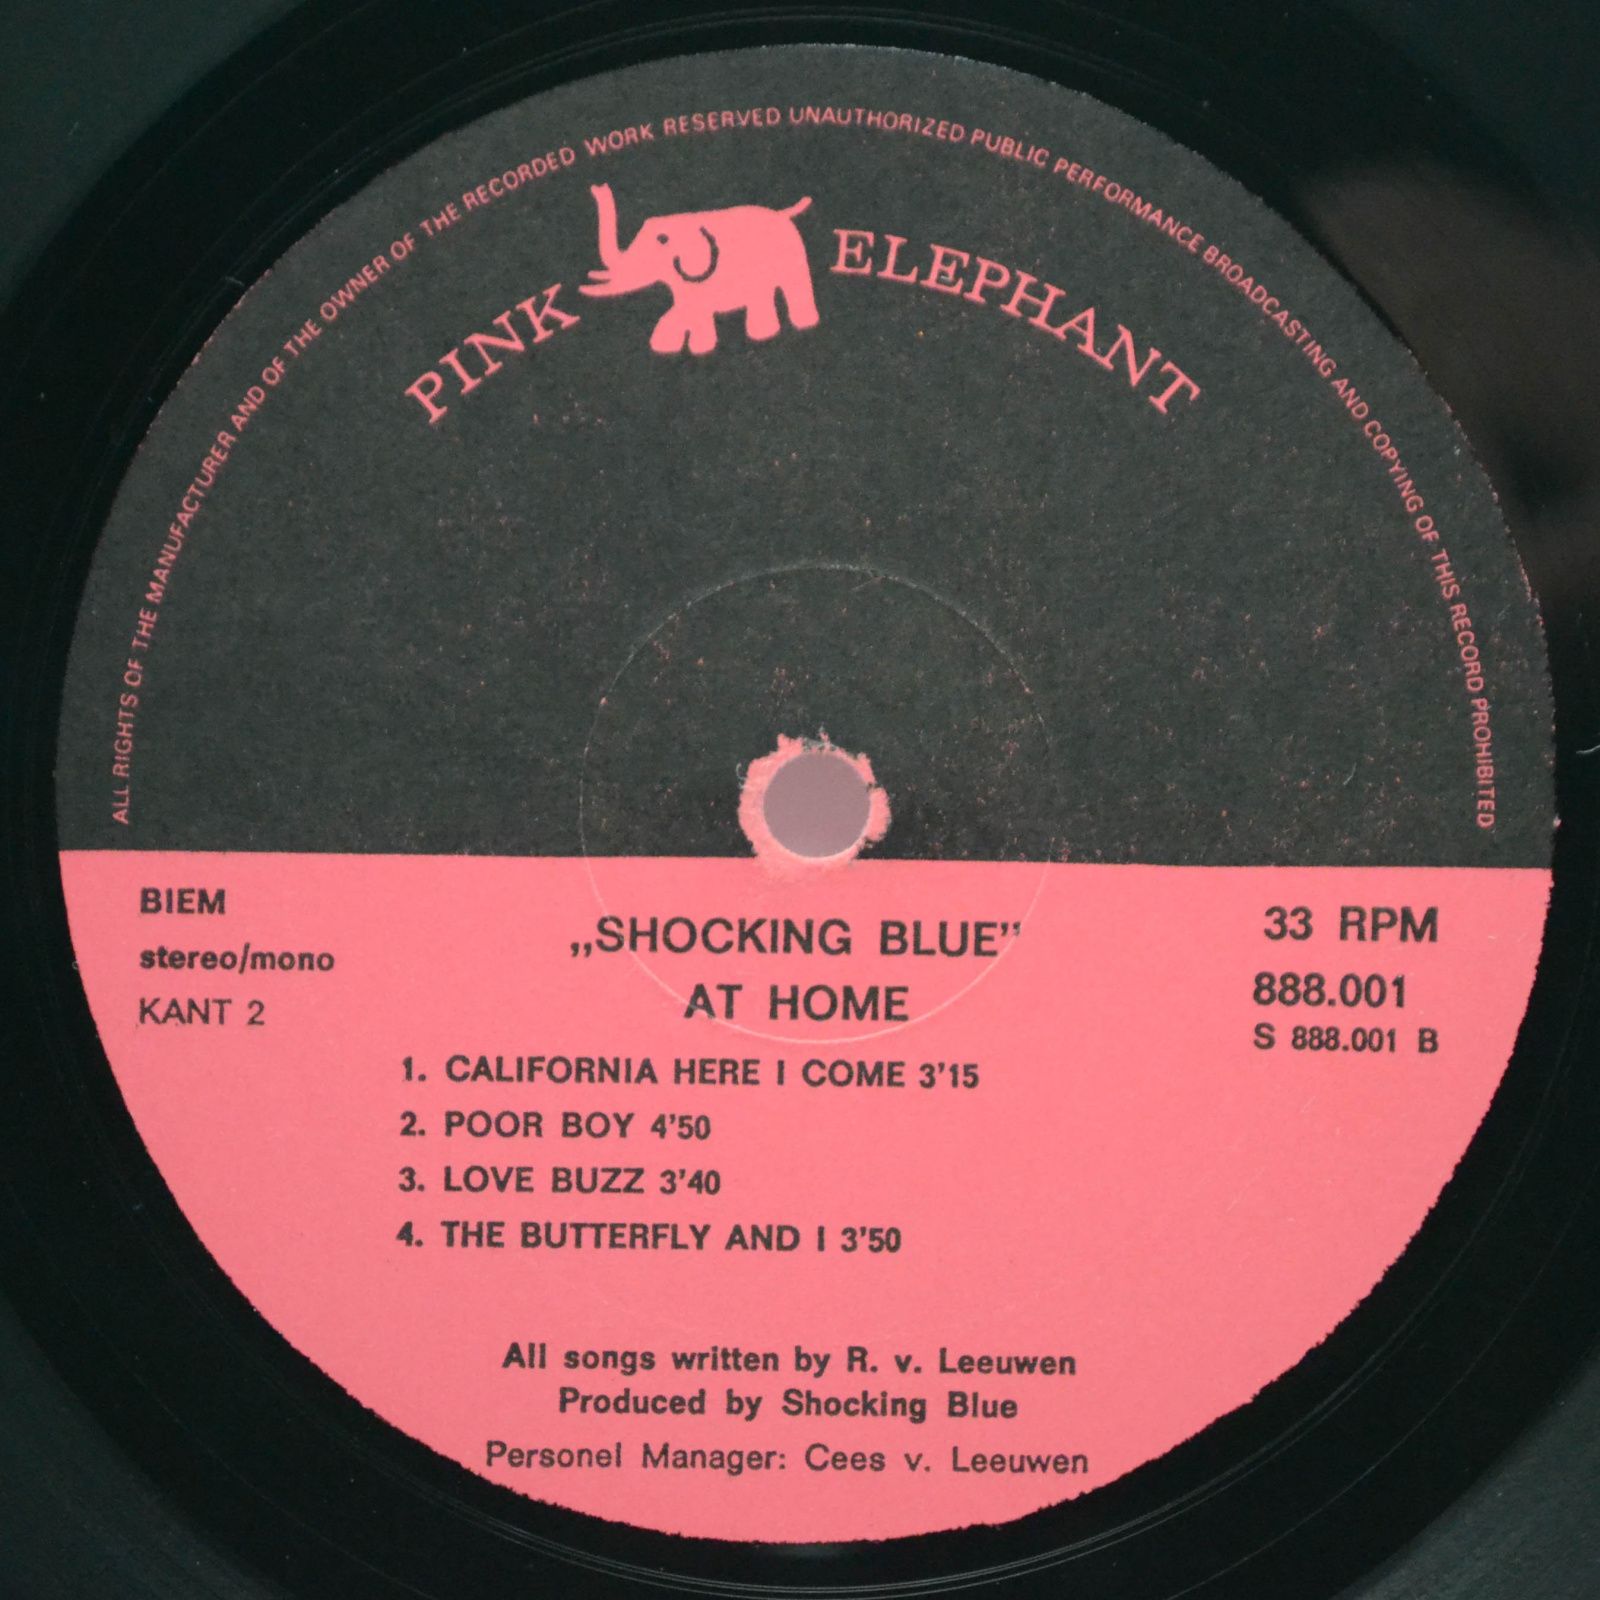 ALL RIGHTS OF THE MANUFACTURER AND OF THE OWNER OF THE RECORDED WORK RESERVED UNAUTHORIZED PUBLIC PERFORMANCE BROADCASTING AND COPYING OF THIS RECORD PROHIBITED
PINK ELEPHANT
BIEM
stereo/mono
KANT 2
„SHOCKING BLUE”
AT HOME
33 RPM
888.001
S 888.001 B
1. CALIFORNIA HERE I COME 3'15
2. POOR BOY 4'50
3. LOVE BUZZ 3'40
4. THE BUTTERFLY AND I 3'50
All songs written by R. v. Leeuwen
Produced by Shocking Blue
Personel Manager: Cees v. Leeuwen